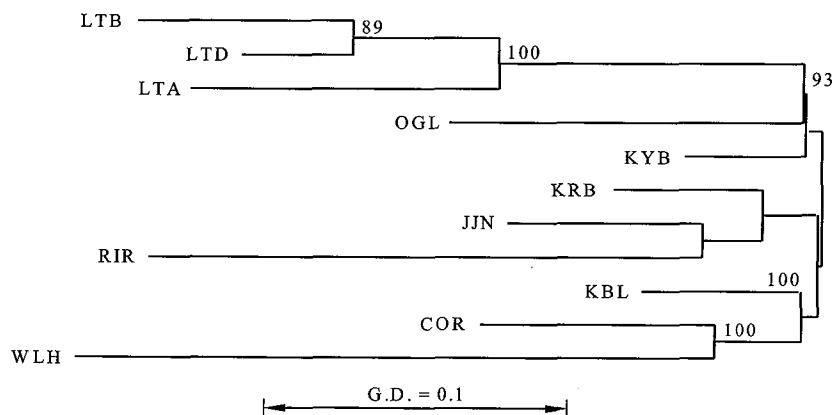 LTB
89
LTD
100
LTA
93
OGL
KYB
KRB
JJN
RIR
KBL
100
COR
100
WLH
G.D. = 0.1